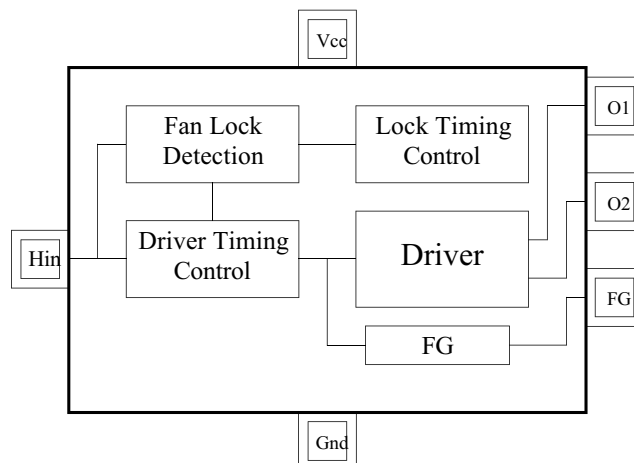 Vcc
Fan Lock
Detection
Lock Timing
Control
O1
O2
Hin
Driver Timing
Control
Driver
FG
FG
Gnd